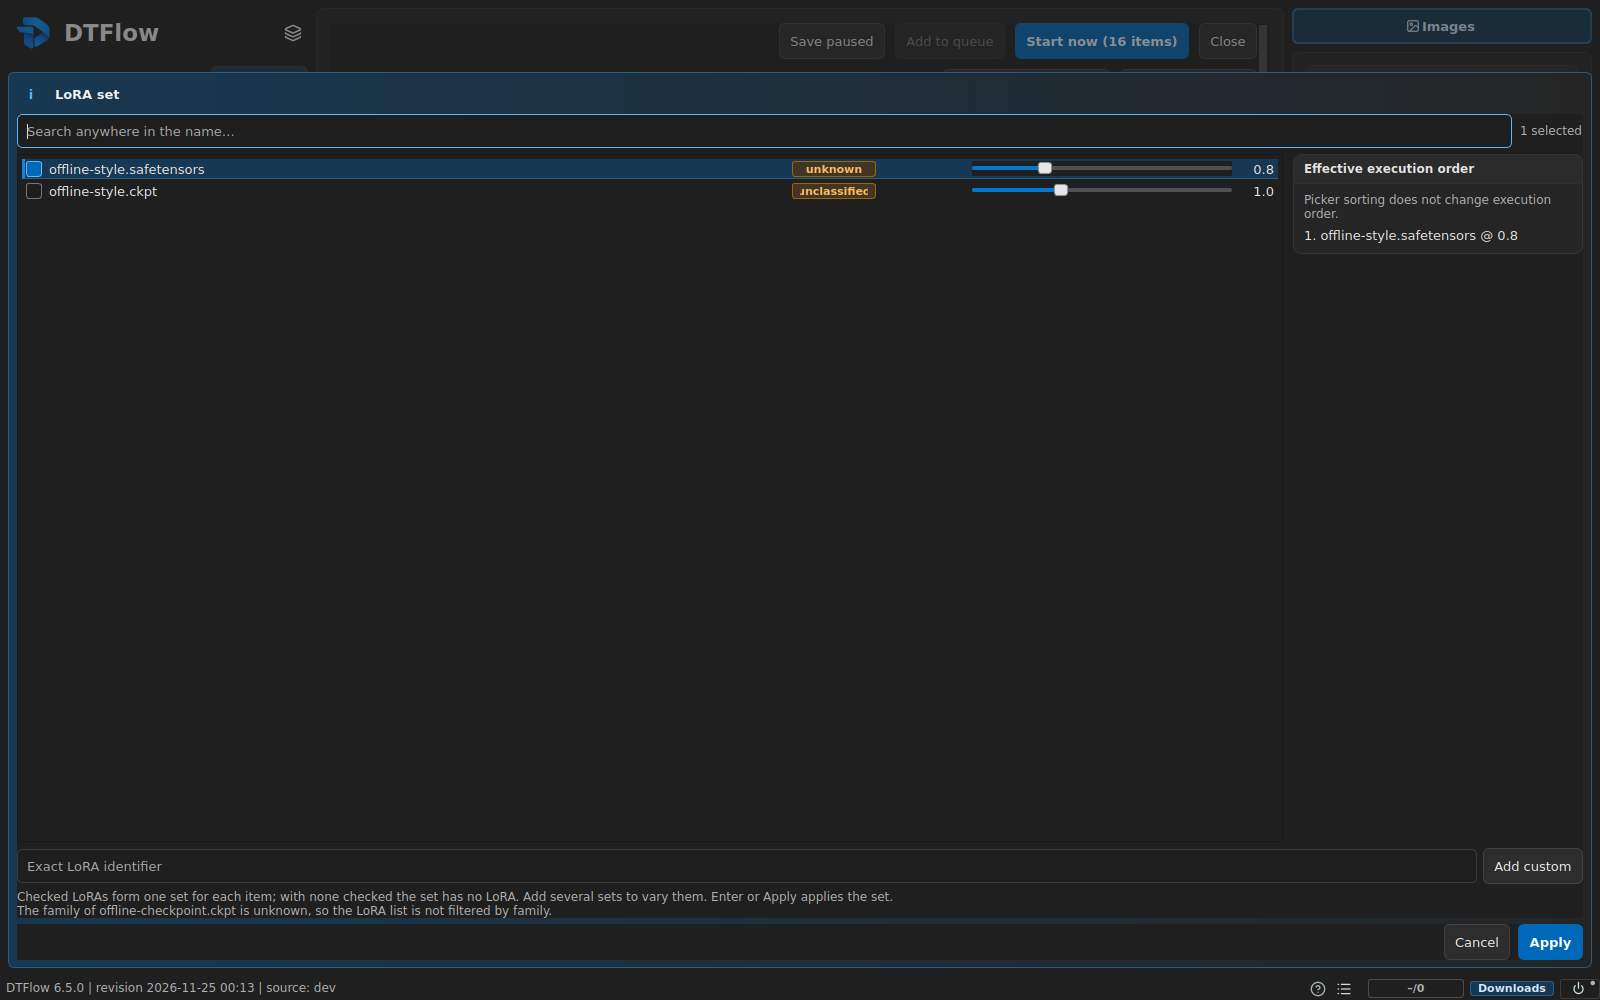 DTFlow
Save paused
Add to queue
Start now (16 items)
Close
Images
i
LoRA set
Search anywhere in the name...
1 selected
offline-style.safetensors
unknown
0.8
offline-style.ckpt
unclassified
1.0
Effective execution order
Picker sorting does not change execution
order.
1. offline-style.safetensors @ 0.8
Exact LoRA identifier
Add custom
Checked LoRAs form one set for each item; with none checked the set has no LoRA. Add several sets to vary them. Enter or Apply applies the set.
The family of offline-checkpoint.ckpt is unknown, so the LoRA list is not filtered by family.
Cancel
Apply
DTFlow 6.5.0 | revision 2026-11-25 00:13 | source: dev
-/0
Downloads